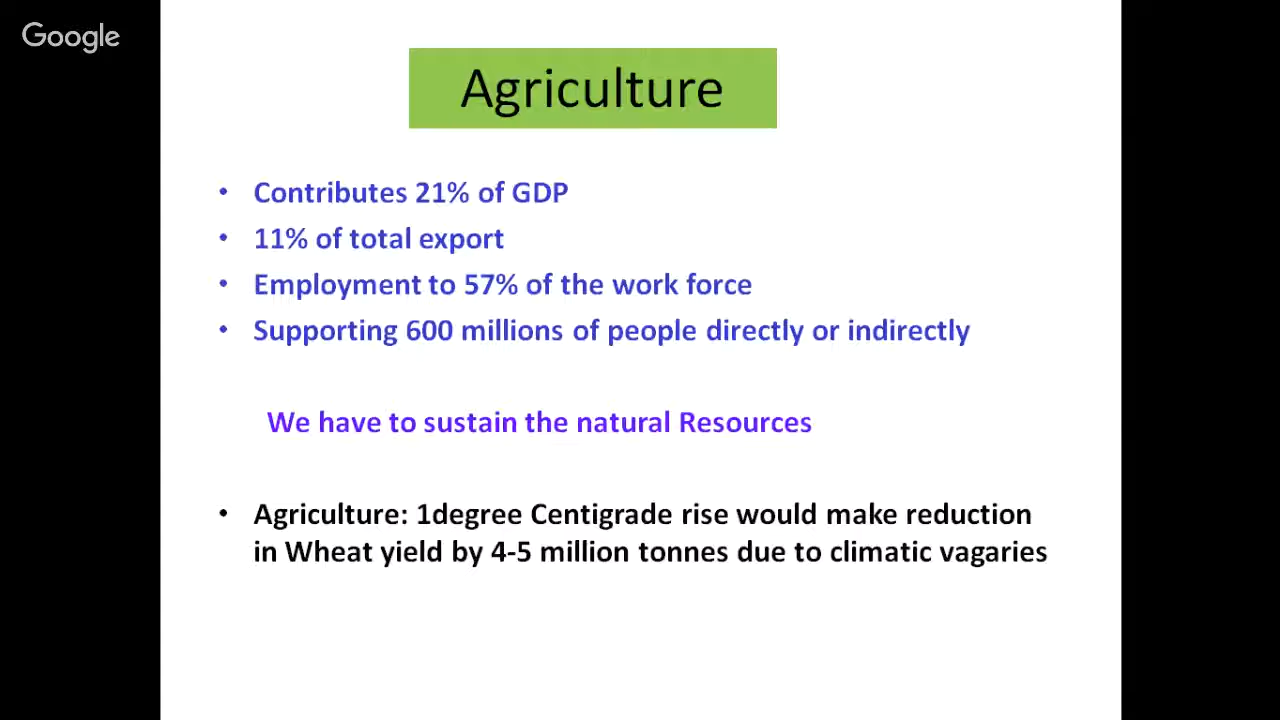 Google
Agriculture
• Contributes 21% of GDP
• 11% of total export
• Employment to 57% of the work force
• Supporting 600 millions of people directly or indirectly
We have to sustain the natural Resources
• Agriculture: 1degree Centigrade rise would make reduction
in Wheat yield by 4-5 million tonnes due to climatic vagaries